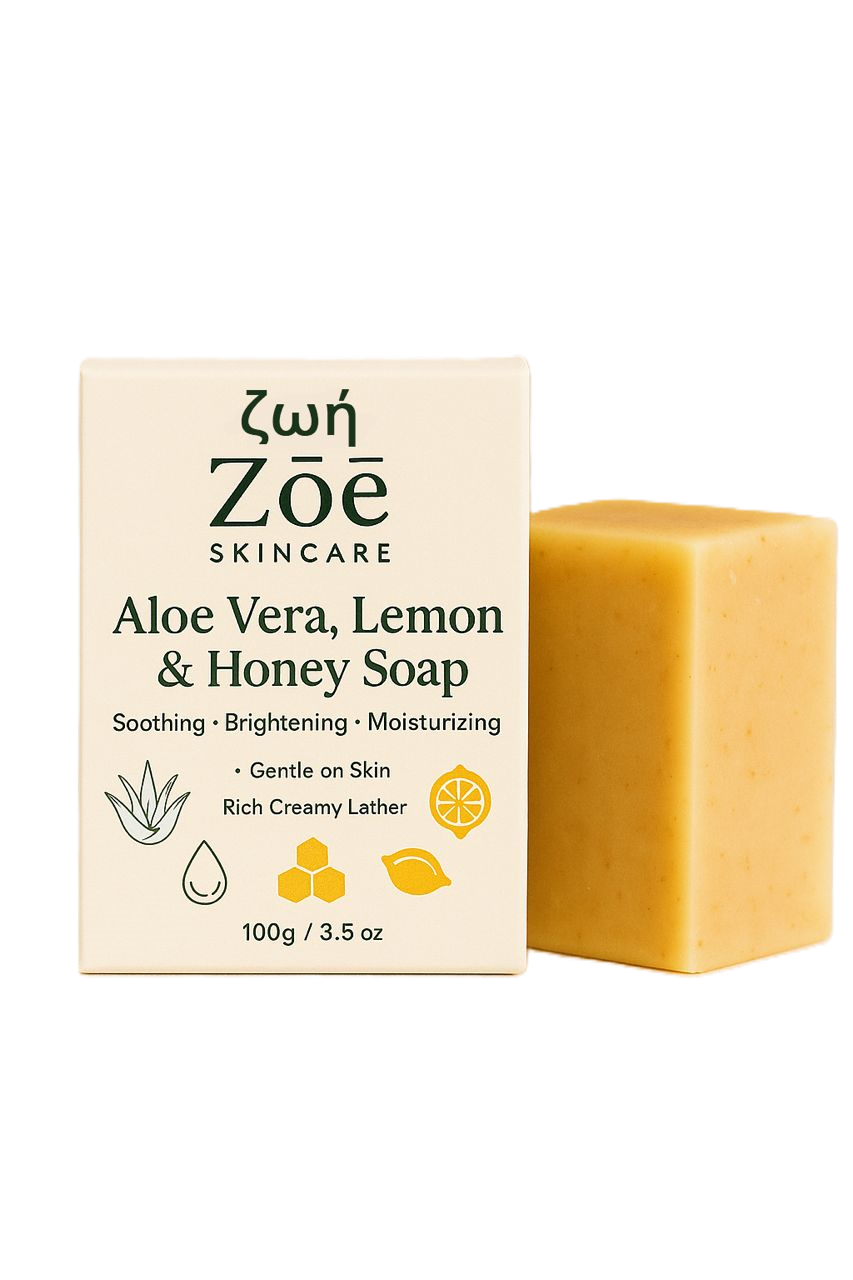 ζωή
Zōē
SKINCARE
Aloe Vera, Lemon
& Honey Soap
Soothing • Brightening • Moisturizing
• Gentle on Skin
Rich Creamy Lather
100g / 3.5 oz